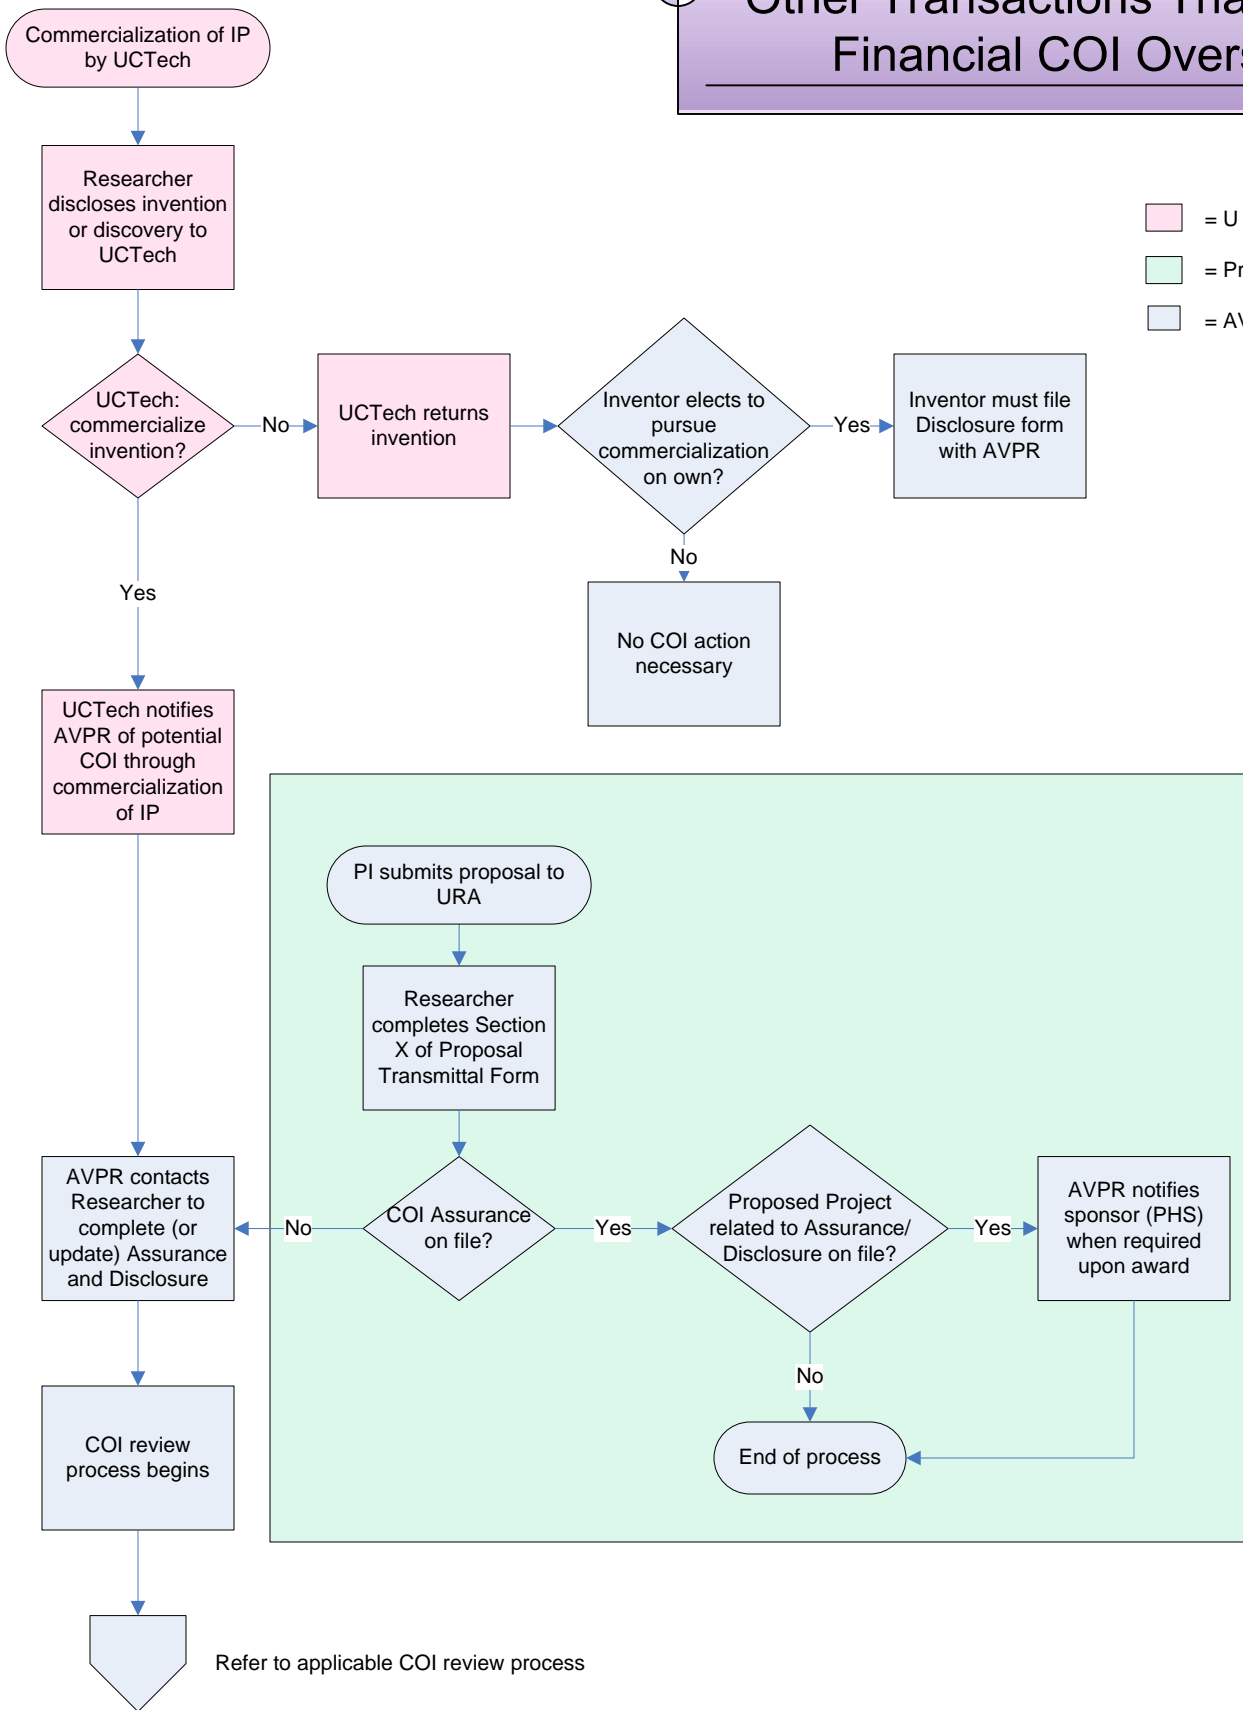 Other Transactions Tha
Financial COI Overs
Commercialization of IP
by UCTech
Researcher
discloses invention
or discovery to
UCTech
= U
= Pr
= AV
UCTech:
commercialize
invention?
No
UCTech returns
invention
Inventor elects to
pursue
commercialization
on own?
Yes
Inventor must file
Disclosure form
with AVPR
No
Yes
No COI action
necessary
UCTech notifies
AVPR of potential
COI through
commercialization
of IP
PI submits proposal to
URA
Researcher
completes Section
X of Proposal
Transmittal Form
AVPR contacts
Researcher to
complete (or
update) Assurance
and Disclosure
No
COI Assurance
on file?
Yes
Proposed Project
related to Assurance/
Disclosure on file?
Yes
AVPR notifies
sponsor (PHS)
when required
upon award
No
COI review
process begins
End of process
Refer to applicable COI review process